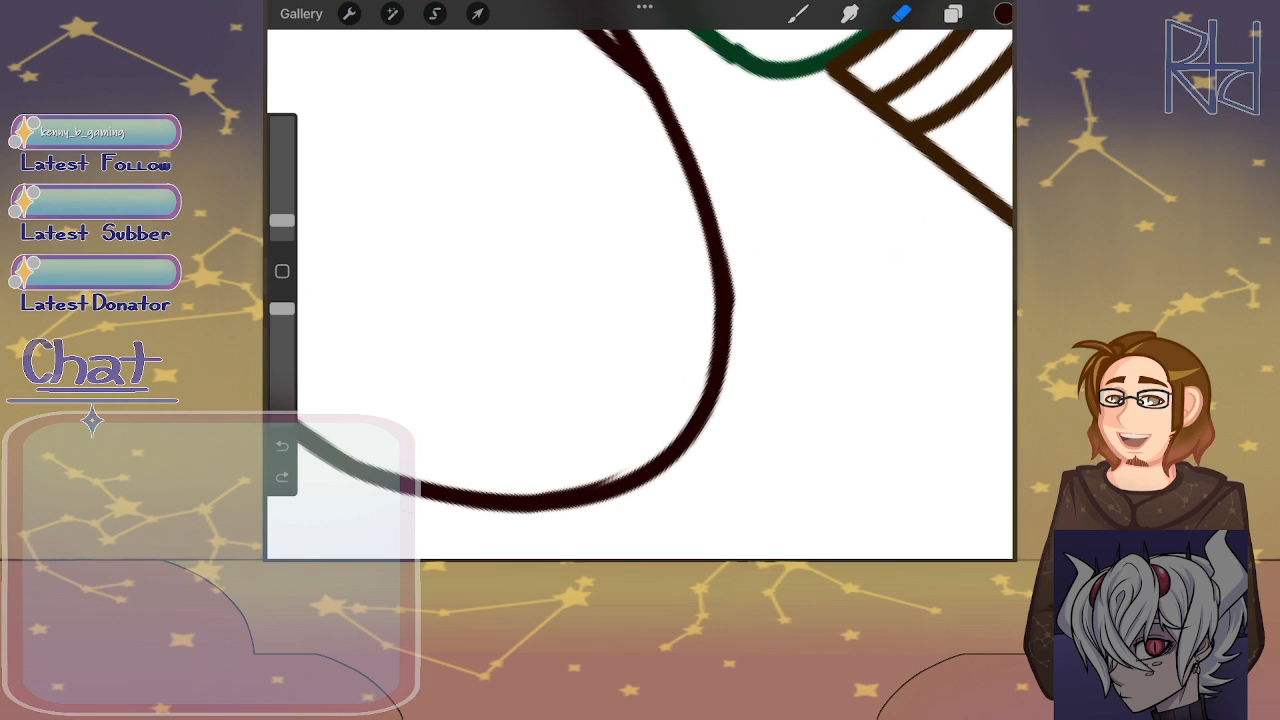 Gallery
kenny_b_gaming
Latest Follow
Latest Subber
Latest Donator
Chat